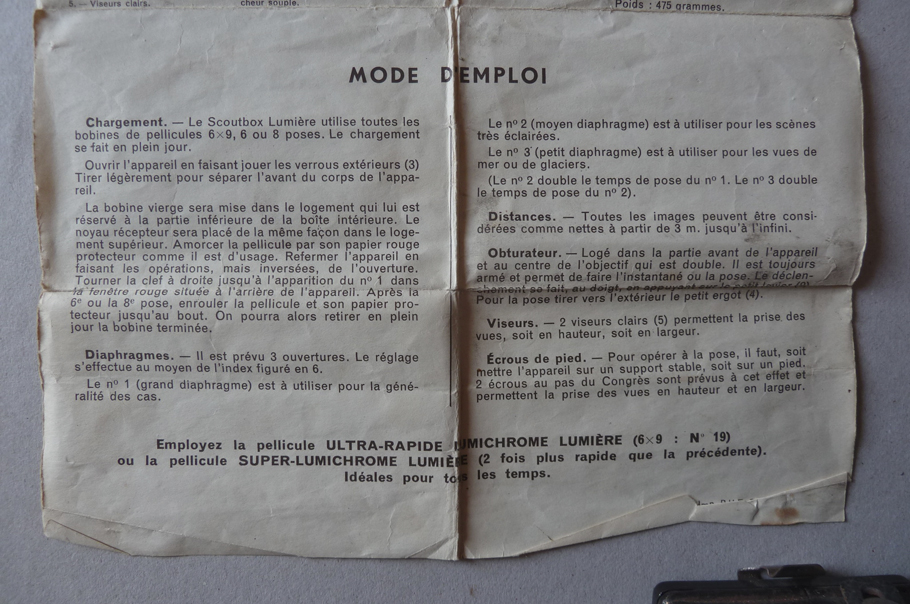 5. — Viseurs clairs.
cheur souple.
Poids : 475 grammes.
MODE D'EMPLOI
Chargement. — Le Scoutbox Lumière utilise toutes les
bobines de pellicules 6×9, 6 ou 8 poses. Le chargement
se fait en plein jour.
Ouvrir l'appareil en faisant jouer les verrous extérieurs (3)
Tirer légèrement pour séparer l'avant du corps de l'appa-
reil.
La bobine vierge sera mise dans le logement qui lui est
réservé à la partie inférieure de la boîte intérieure. Le
noyau récepteur sera placé de la même façon dans le loge-
ment supérieur. Amorcer la pellicule par son papier rouge
protecteur comme il est d'usage. Refermer l'appareil en
faisant les opérations, mais inversées, de l'ouverture.
Tourner la clef à droite jusqu'à l'apparition du nº 1 dans
la fenêtre rouge située à l'arrière de l'appareil. Après la
6e ou la 8e pose, enrouler la pellicule et son papier pro-
tecteur jusqu'au bout. On pourra alors retirer en plein
jour la bobine terminée.
Diaphragmes. — Il est prévu 3 ouvertures. Le réglage
s'effectue au moyen de l'index figuré en 6.
Le nº 1 (grand diaphragme) est à utiliser pour la géné-
ralité des cas.
Le nº 2 (moyen diaphragme) est à utiliser pour les scènes
très éclairées.
Le nº 3 (petit diaphragme) est à utiliser pour les vues de
mer ou de glaciers.
(Le nº 2 double le temps de pose du nº 1. Le nº 3 double
le temps de pose du nº 2).
Distances. — Toutes les images peuvent être consi-
dérées comme nettes à partir de 3 m. jusqu'à l'infini.
Obturateur. — Logé dans la partie avant de l'appareil
et au centre de l'objectif qui est double. Il est toujours
armé et permet de faire l'instantané ou la pose. Le déclen-
chement se fait, au doigt, en appuyant sur le petit levier
Pour la pose tirer vers l'extérieur le petit ergot (4).
Viseurs. — 2 viseurs clairs (5) permettent la prise des
vues, soit en hauteur, soit en largeur.
Écrous de pied. — Pour opérer à la pose, il faut, soit
mettre l'appareil sur un support stable, soit sur un pied.
2 écrous au pas du Congrès sont prévus à cet effet et
permettent la prise des vues en hauteur et en largeur.
Employez la pellicule ULTRA-RAPIDE LUMICHROME LUMIÈRE (6×9 : Nº 19)
ou la pellicule SUPER-LUMICHROME LUMIÈRE (2 fois plus rapide que la précédente).
Idéales pour tous les temps.